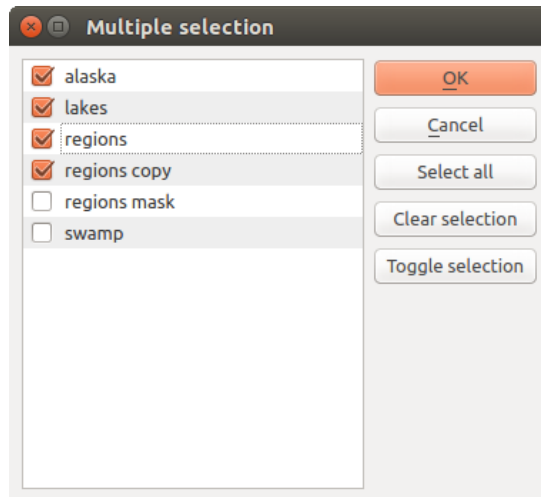 Multiple selection
alaska
lakes
regions
regions copy
regions mask
swamp
OK
Cancel
Select all
Clear selection
Toggle selection